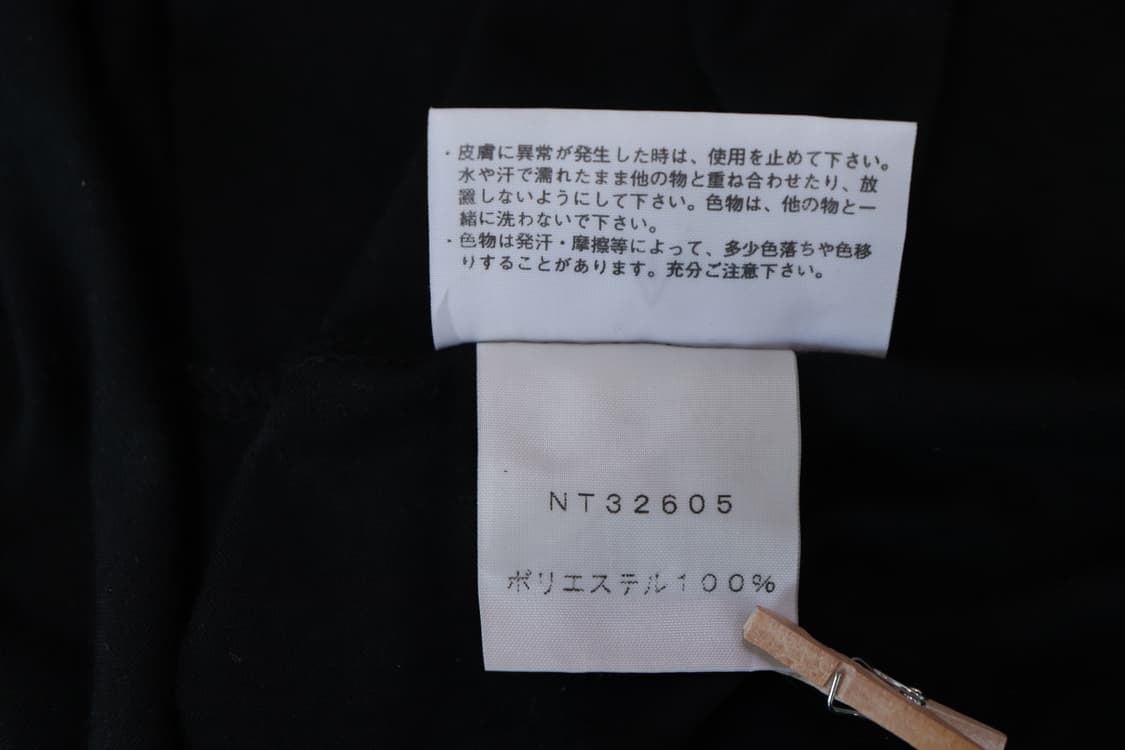 ・皮膚に異常が発生した時は、使用を止めて下さい。
水や汗で濡れたまま他の物と重ね合わせたり、放
置しないようにして下さい。色物は、他の物と一
緒に洗わないで下さい。
・色物は発汗・摩擦等によって、多少色落ちや色移
りすることがあります。充分ご注意下さい。
NT32605
ポリエステル100%